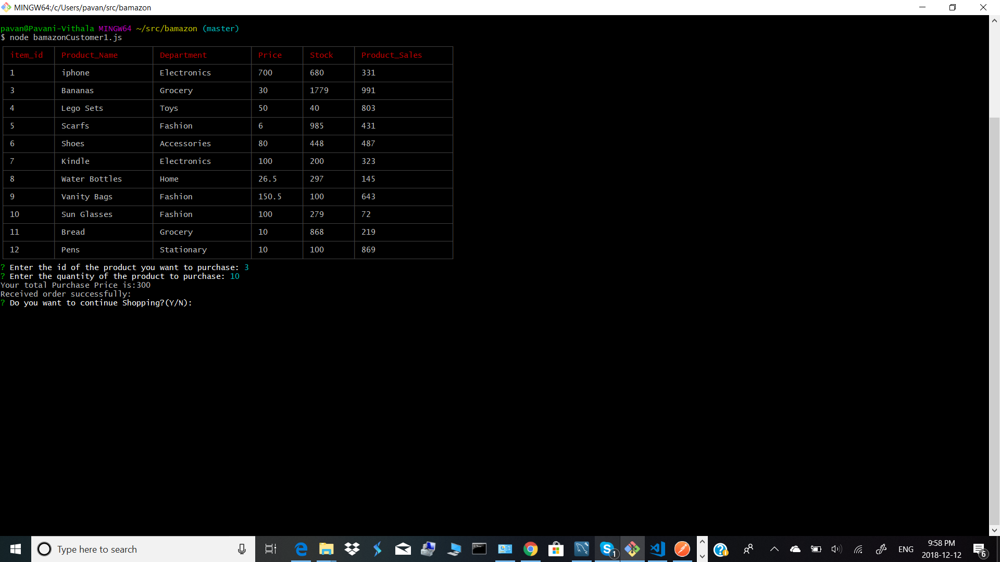 MINGW64:/c/Users/pavan/src/bamazon
pavan@Pavani-Vithala MINGW64 ~/src/bamazon (master)
$ node bamazonCustomer1.js
item_id Product_Name Department Price Stock Product_Sales
1 iphone Electronics 700 680 331
3 Bananas Grocery 30 1779 991
4 Lego Sets Toys 50 40 803
5 Scarfs Fashion 6 985 431
6 Shoes Accessories 80 448 487
7 Kindle Electronics 100 200 323
8 Water Bottles Home 26.5 297 145
9 Vanity Bags Fashion 150.5 100 643
10 Sun Glasses Fashion 100 279 72
11 Bread Grocery 10 868 219
12 Pens Stationary 10 100 869
? Enter the id of the product you want to purchase: 3
? Enter the quantity of the product to purchase: 10
Your total Purchase Price is:300
Received order successfully:
? Do you want to continue Shopping?(Y/N):
Type here to search
1
ENG
9:58 PM
2018-12-12
6